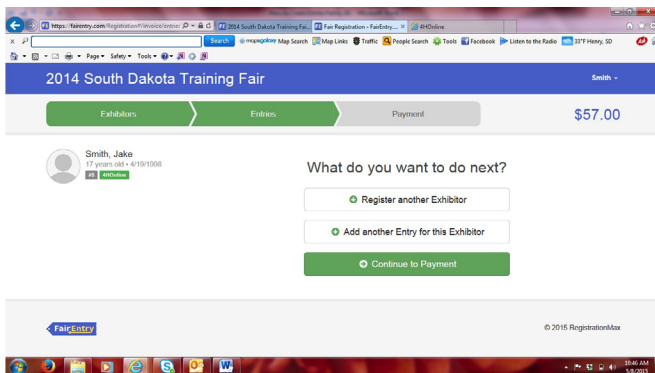 https://fairentry.com/Registration#/invoice/entries
2014 South Dakota Training Fai...
Fair Registration - FairEntry....
4HOnline
Search
mapsgalaxy
Map Search
Map Links
Traffic
People Search
Tools
Facebook
Listen to the Radio
33°F Henry, SD
Page
Safety
Tools
2014 South Dakota Training Fair
Smith
Exhibitors
Entries
Payment
$57.00
Smith, Jake
17 years old • 4/19/1998
#8 4HOnline
What do you want to do next?
Register another Exhibitor
Add another Entry for this Exhibitor
Continue to Payment
FairEntry
© 2015 RegistrationMax
10:46 AM
5/8/2015